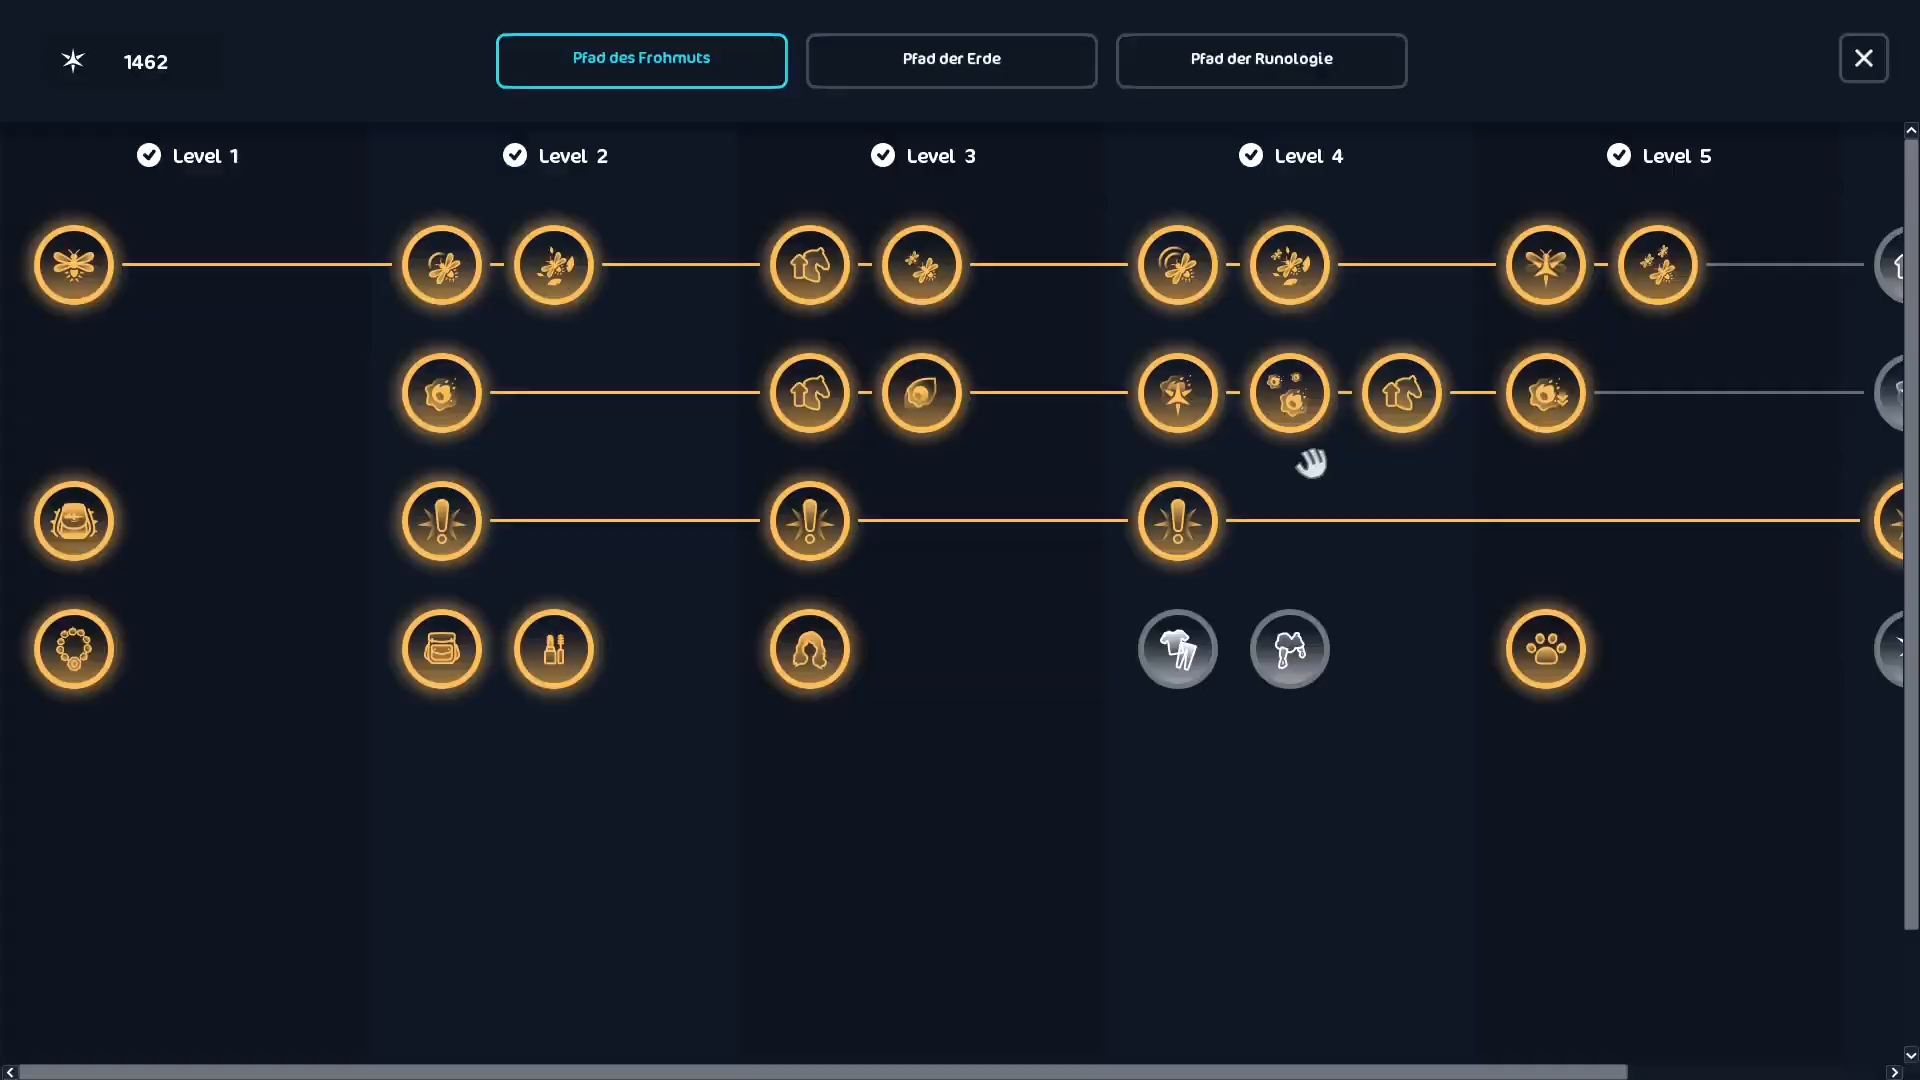 1462
Pfad des Frohmuts
Pfad der Erde
Pfad der Runologie
Level 1
Level 2
Level 3
Level 4
Level 5